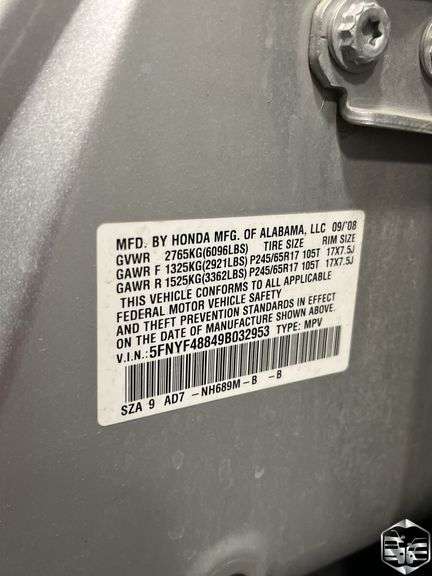 MFD. BY HONDA MFG. OF ALABAMA, LLC 09/'08
GVWR 2765KG(6096LBS) TIRE SIZE RIM SIZE
GAWR F 1325KG(2921LBS) P245/65R17 105T 17X7.5J
GAWR R 1525KG(3362LBS) P245/65R17 105T 17X7.5J
THIS VEHICLE CONFORMS TO ALL APPLICABLE
FEDERAL MOTOR VEHICLE SAFETY
AND THEFT PREVENTION STANDARDS IN EFFECT
ON THE DATE OF MANUFACTURE SHOWN ABOVE.
V.I.N.: 5FNYF48849B032953 TYPE: MPV
SZA 9 AD7 -NH689M-B -B